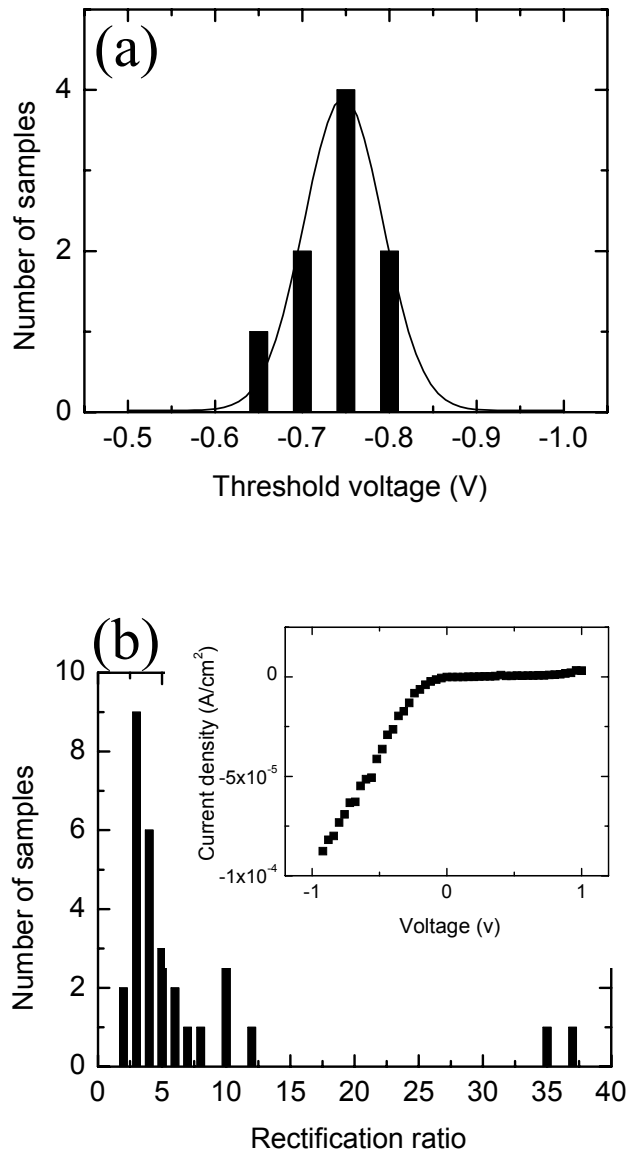 (a)
4
2
0
Number of samples
-0.5 -0.6 -0.7 -0.8 -0.9 -1.0
Threshold voltage (V)
(b)
10
8
6
4
2
0
Number of samples
0 5 10 15 20 25 30 35 40
Rectification ratio
0
-5x10⁻⁵
-1x10⁻⁴
Current density (A/cm²)
-1 0 1
Voltage (v)